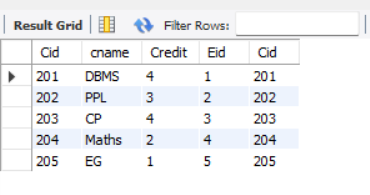 Result Grid Filter Rows:
Cid cname Credit Eid Cid
201 DBMS 4 1 201
202 PPL 3 2 202
203 CP 4 3 203
204 Maths 2 4 204
205 EG 1 5 205